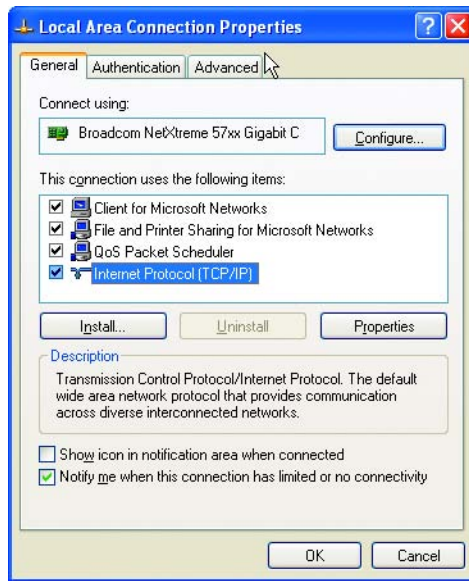 Local Area Connection Properties
General Authentication Advanced
Connect using:
Broadcom NetXtreme 57xx Gigabit C
Configure...
This connection uses the following items:
Client for Microsoft Networks
File and Printer Sharing for Microsoft Networks
QoS Packet Scheduler
Internet Protocol (TCP/IP)
Install... Uninstall Properties
Description
Transmission Control Protocol/Internet Protocol. The default
wide area network protocol that provides communication
across diverse interconnected networks.
Show icon in notification area when connected
Notify me when this connection has limited or no connectivity
OK Cancel